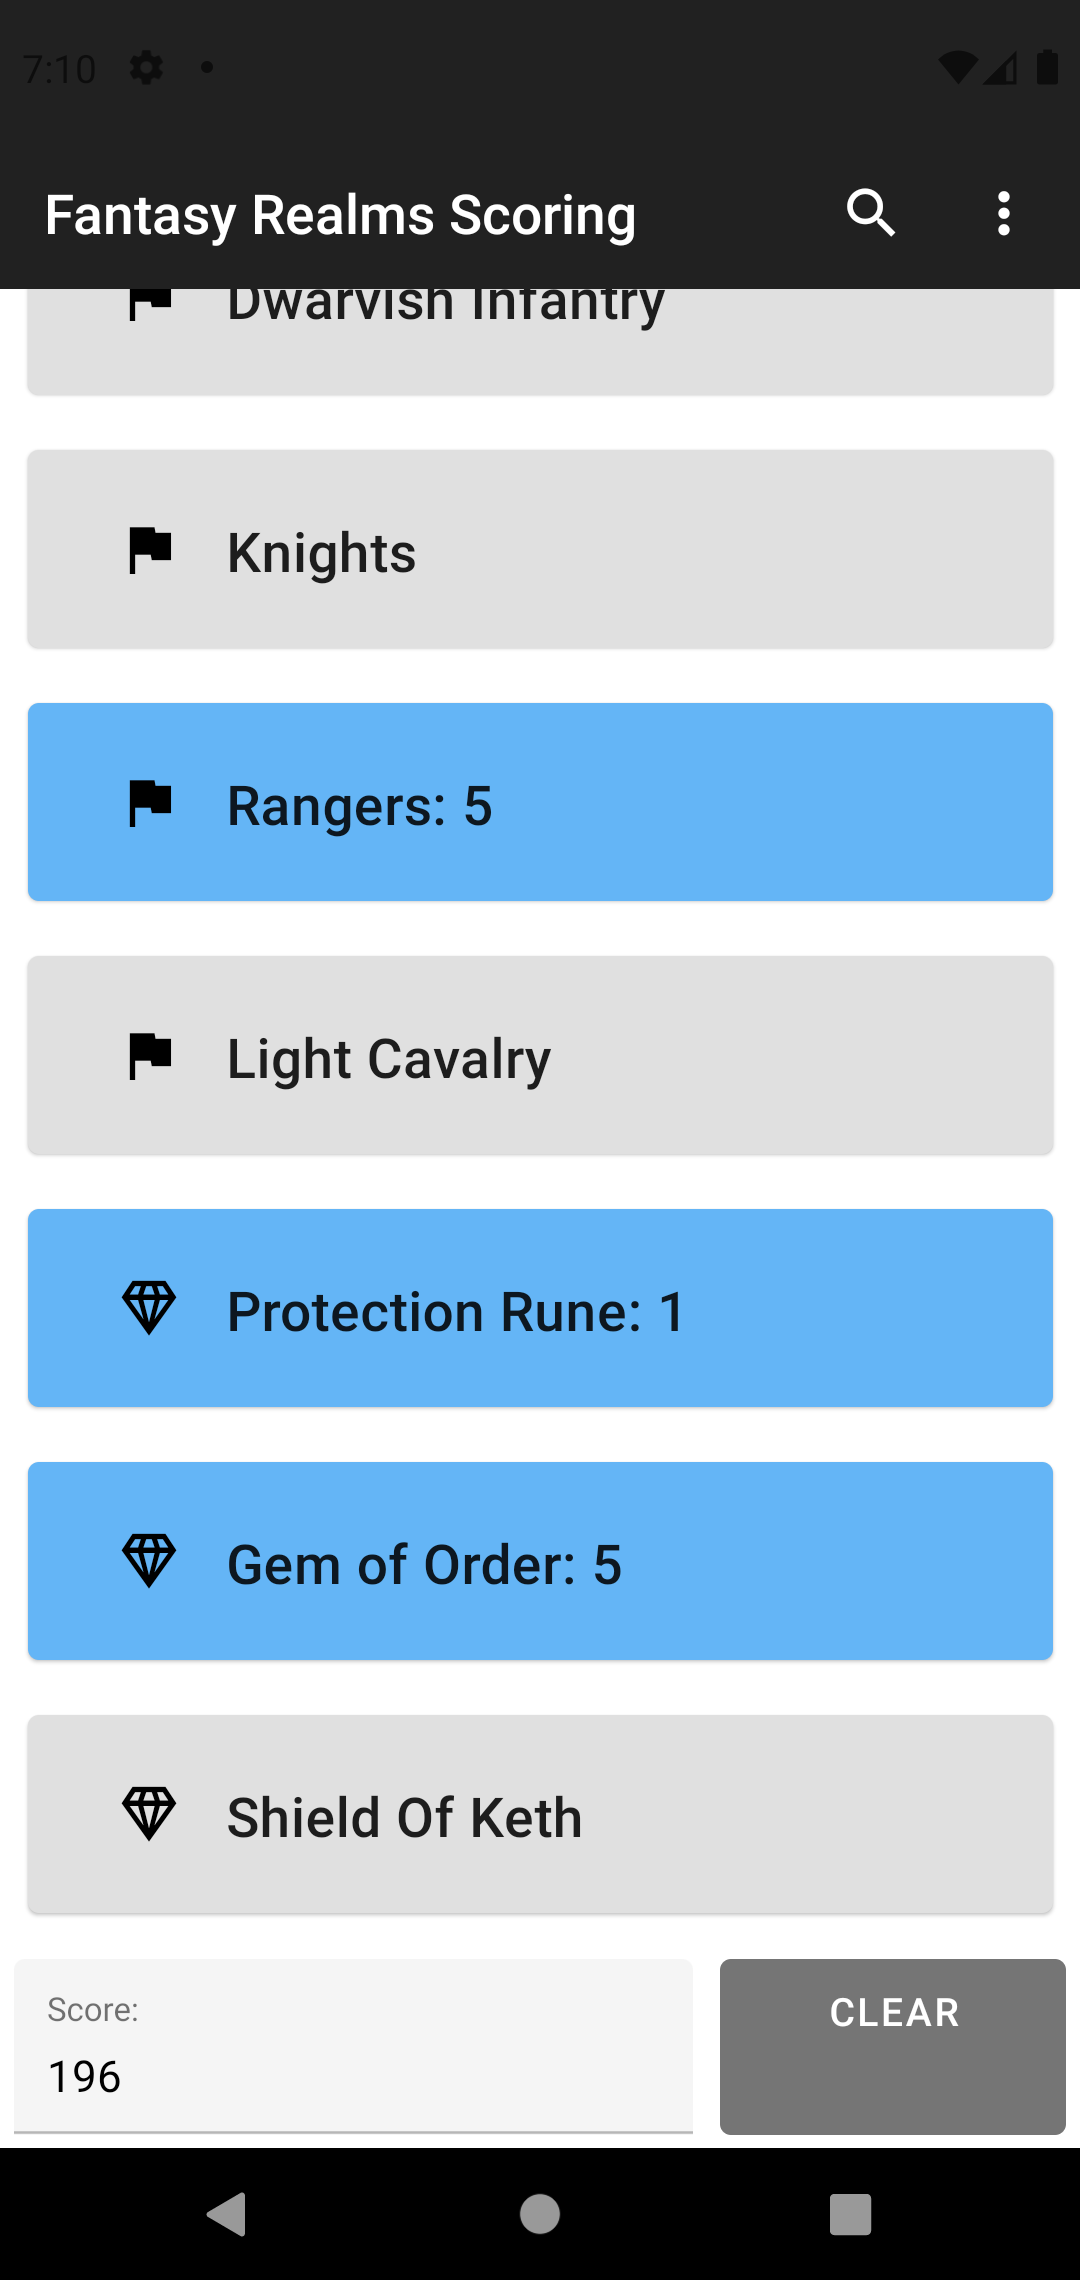 7:10
Fantasy Realms Scoring
Dwarvish Infantry
Knights
Rangers: 5
Light Cavalry
Protection Rune: 1
Gem of Order: 5
Shield Of Keth
Score:
196
CLEAR